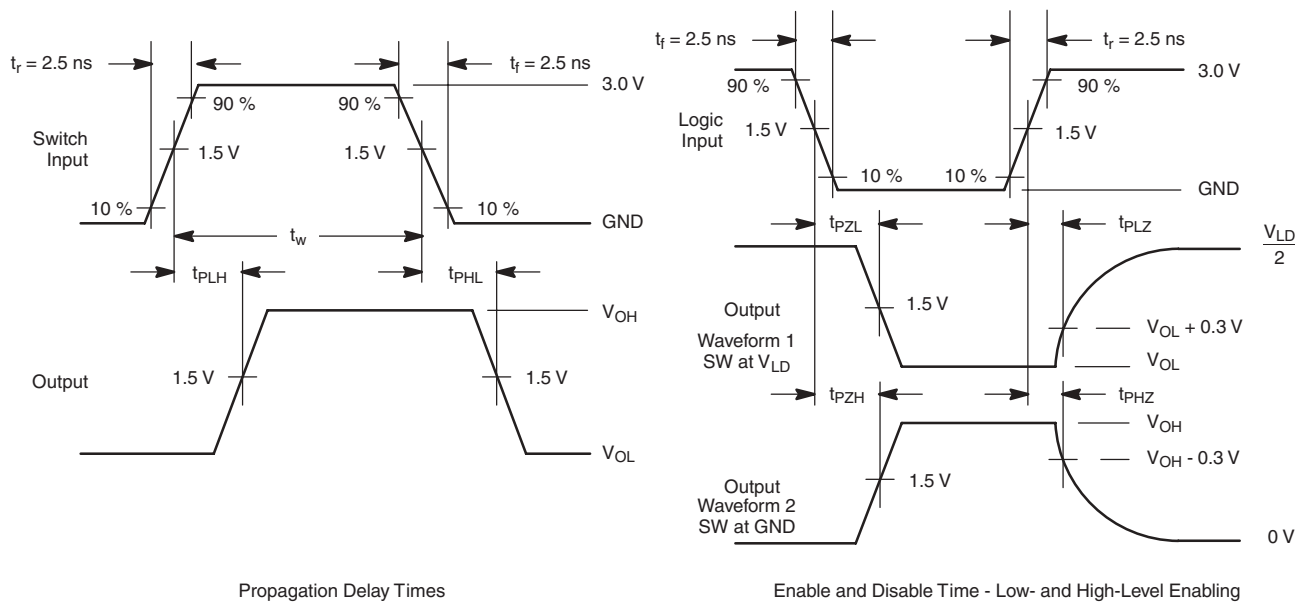 tr = 2.5 ns
tf = 2.5 ns
3.0 V
90 %
90 %
Switch
Input
1.5 V
1.5 V
10 %
10 %
GND
tw
tPLH
tPHL
VOH
Output
1.5 V
1.5 V
VOL
Propagation Delay Times
tf = 2.5 ns
tr = 2.5 ns
3.0 V
90 %
90 %
Logic
Input
1.5 V
1.5 V
10 %
10 %
GND
tPZL
tPLZ
VLD
2
Output
Waveform 1
SW at VLD
1.5 V
VOL + 0.3 V
VOL
tPZH
tPHZ
VOH
VOH - 0.3 V
Output
Waveform 2
SW at GND
1.5 V
0 V
Enable and Disable Time - Low- and High-Level Enabling